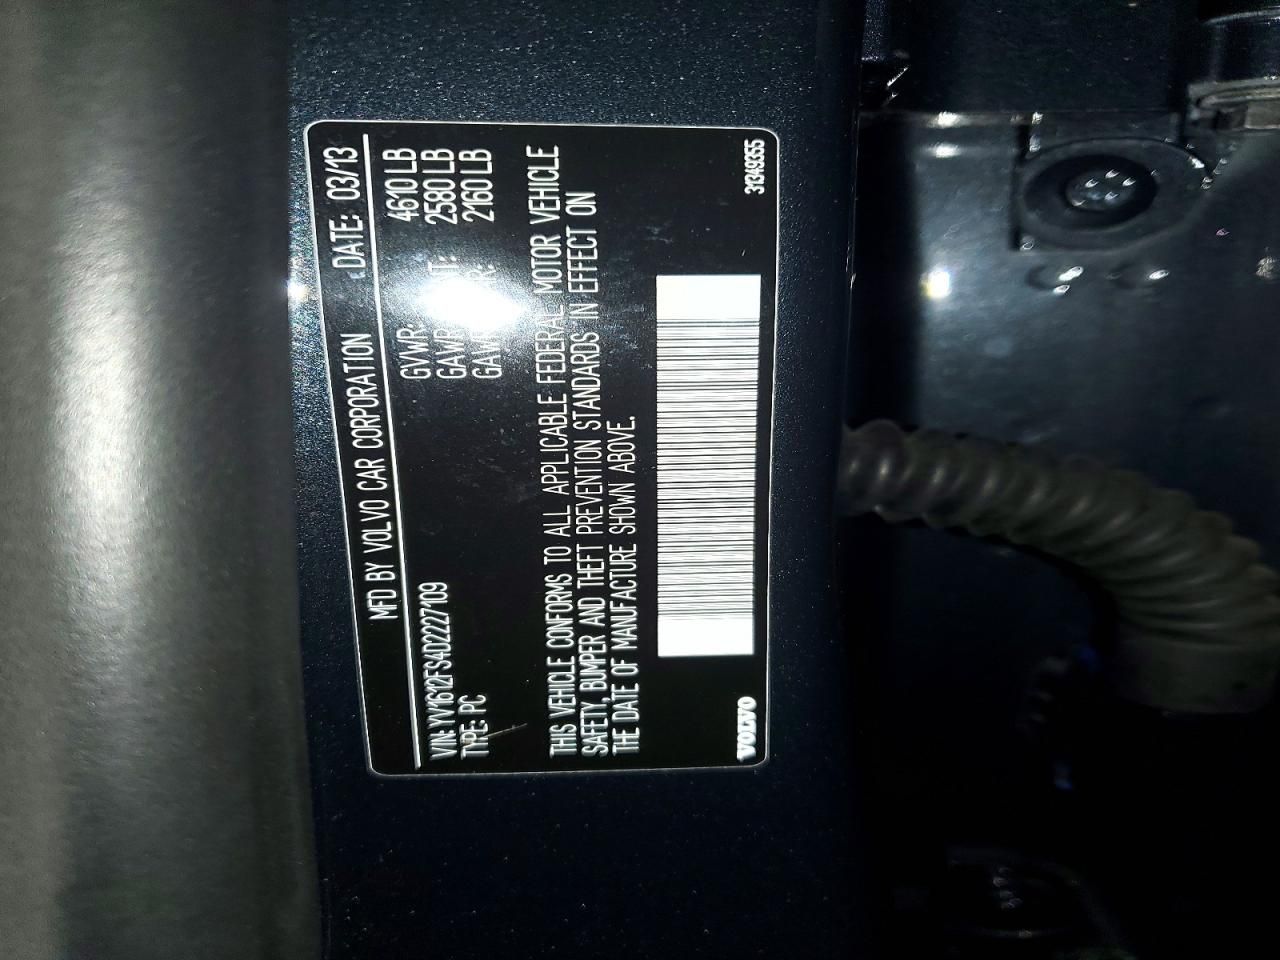 MFD BY VOLVO CAR CORPORATION DATE: 03/13
VIN: YV1612FS4D2227109 GVWR: 4610 LB
TYPE: PC GAWR T: 2580 LB
GAW R: 2160 LB
THIS VEHICLE CONFORMS TO ALL APPLICABLE FEDERAL MOTOR VEHICLE
SAFETY, BUMPER AND THEFT PREVENTION STANDARDS IN EFFECT ON
THE DATE OF MANUFACTURE SHOWN ABOVE.
VOLVO 31349355